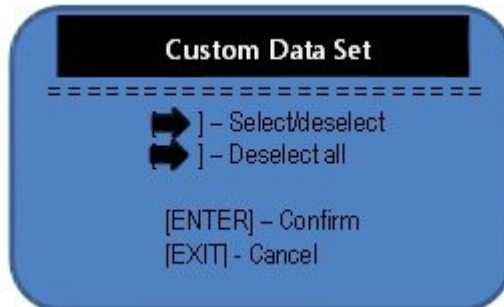 Custom Data Set
========================
[➡] – Select/deselect
[➡] – Deselect all
[ENTER] – Confirm
[EXIT] - Cancel